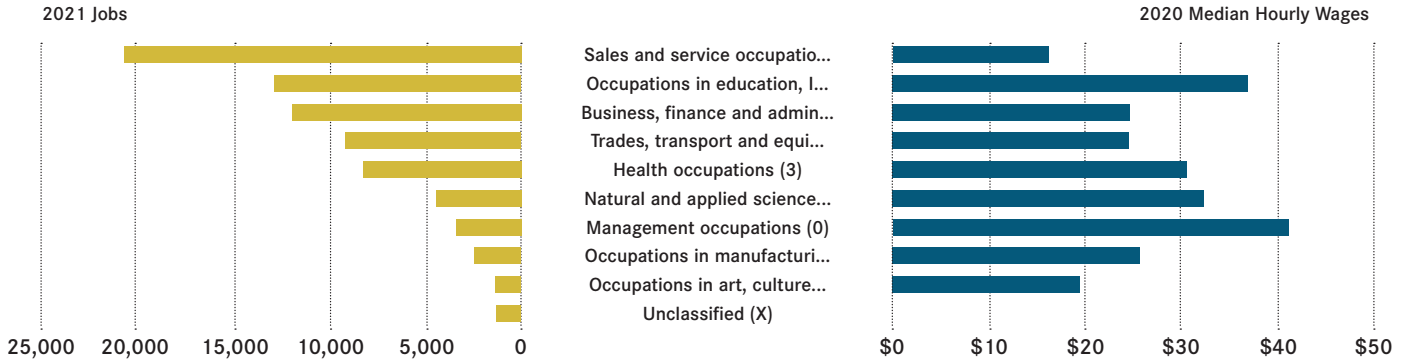 2021 Jobs
2020 Median Hourly Wages
Sales and service occupatio...
Occupations in education, l...
Business, finance and admin...
Trades, transport and equi...
Health occupations (3)
Natural and applied science...
Management occupations (0)
Occupations in manufacturi...
Occupations in art, culture...
Unclassified (X)
25,000 20,000 15,000 10,000 5,000 0
$0 $10 $20 $30 $40 $50